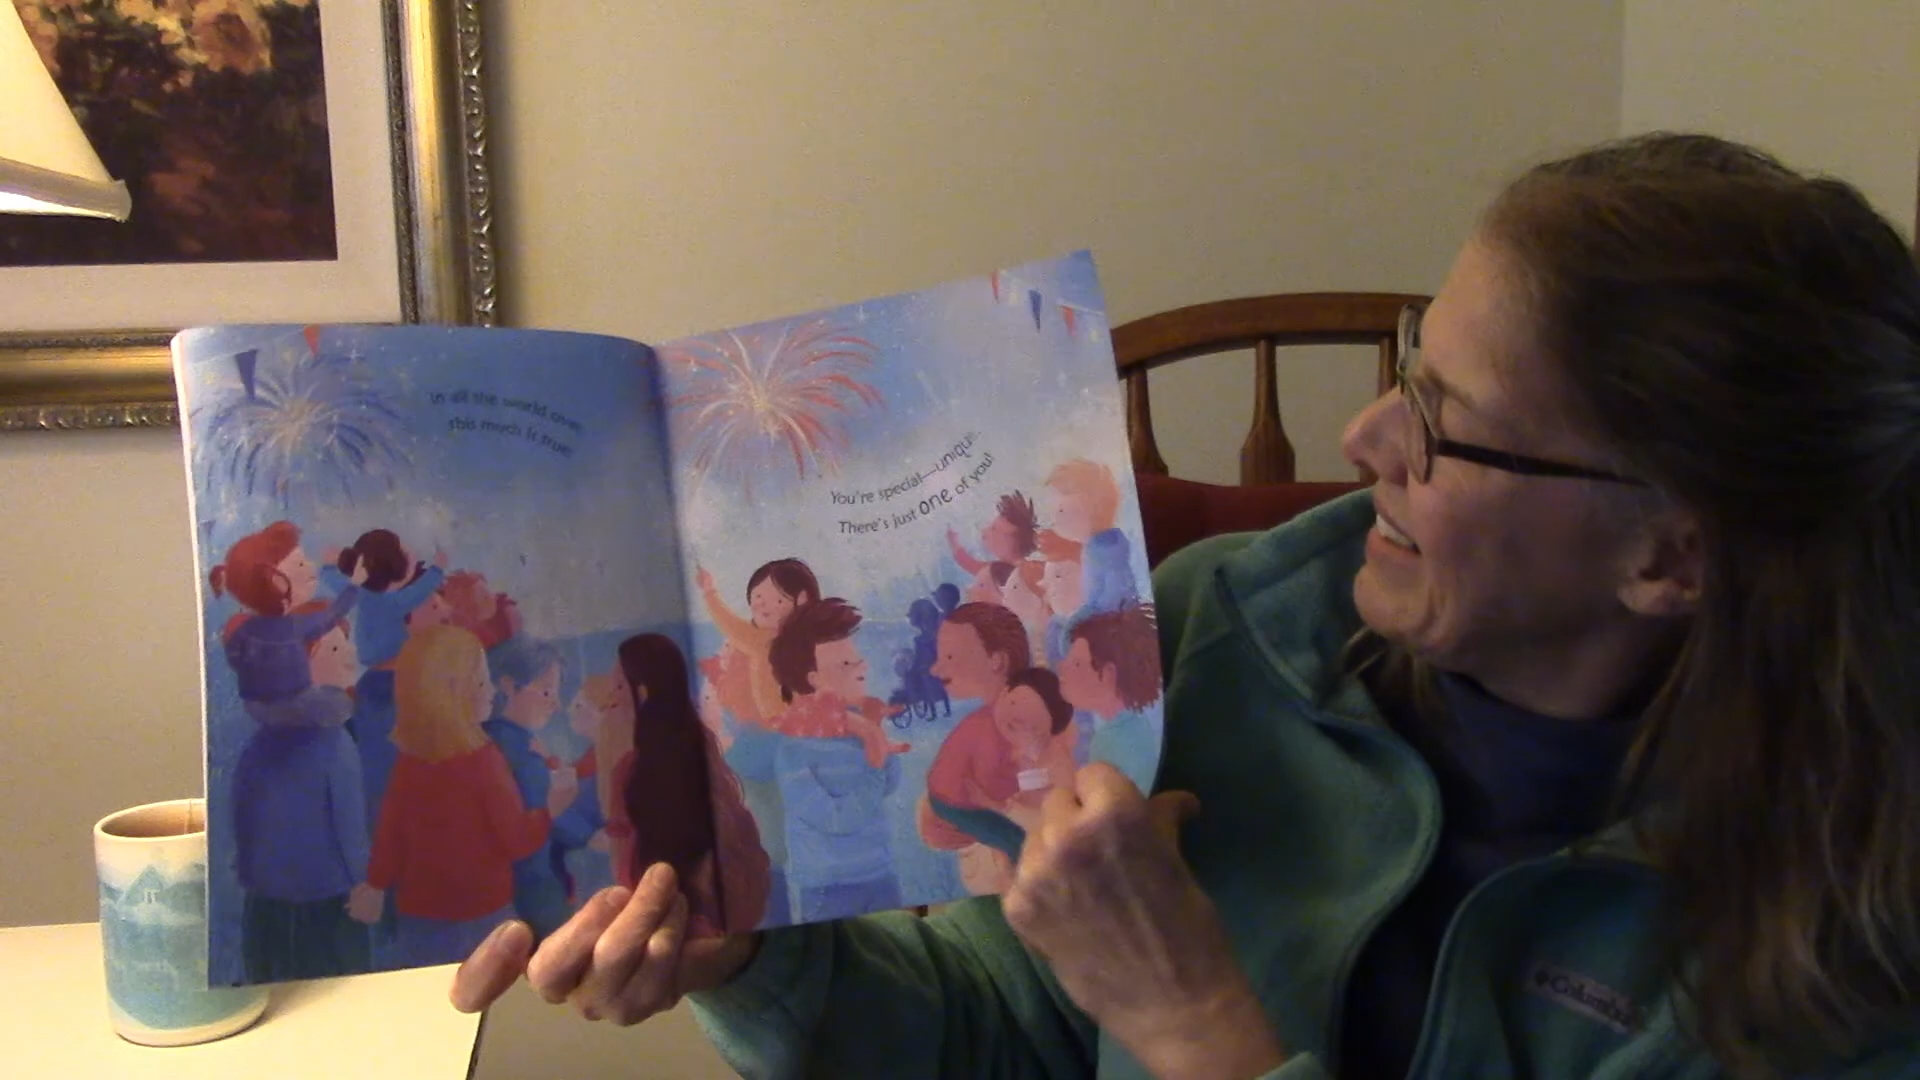 In all the world over,
this much is true:
You're special—unique.
There's just one of you!
Columbia